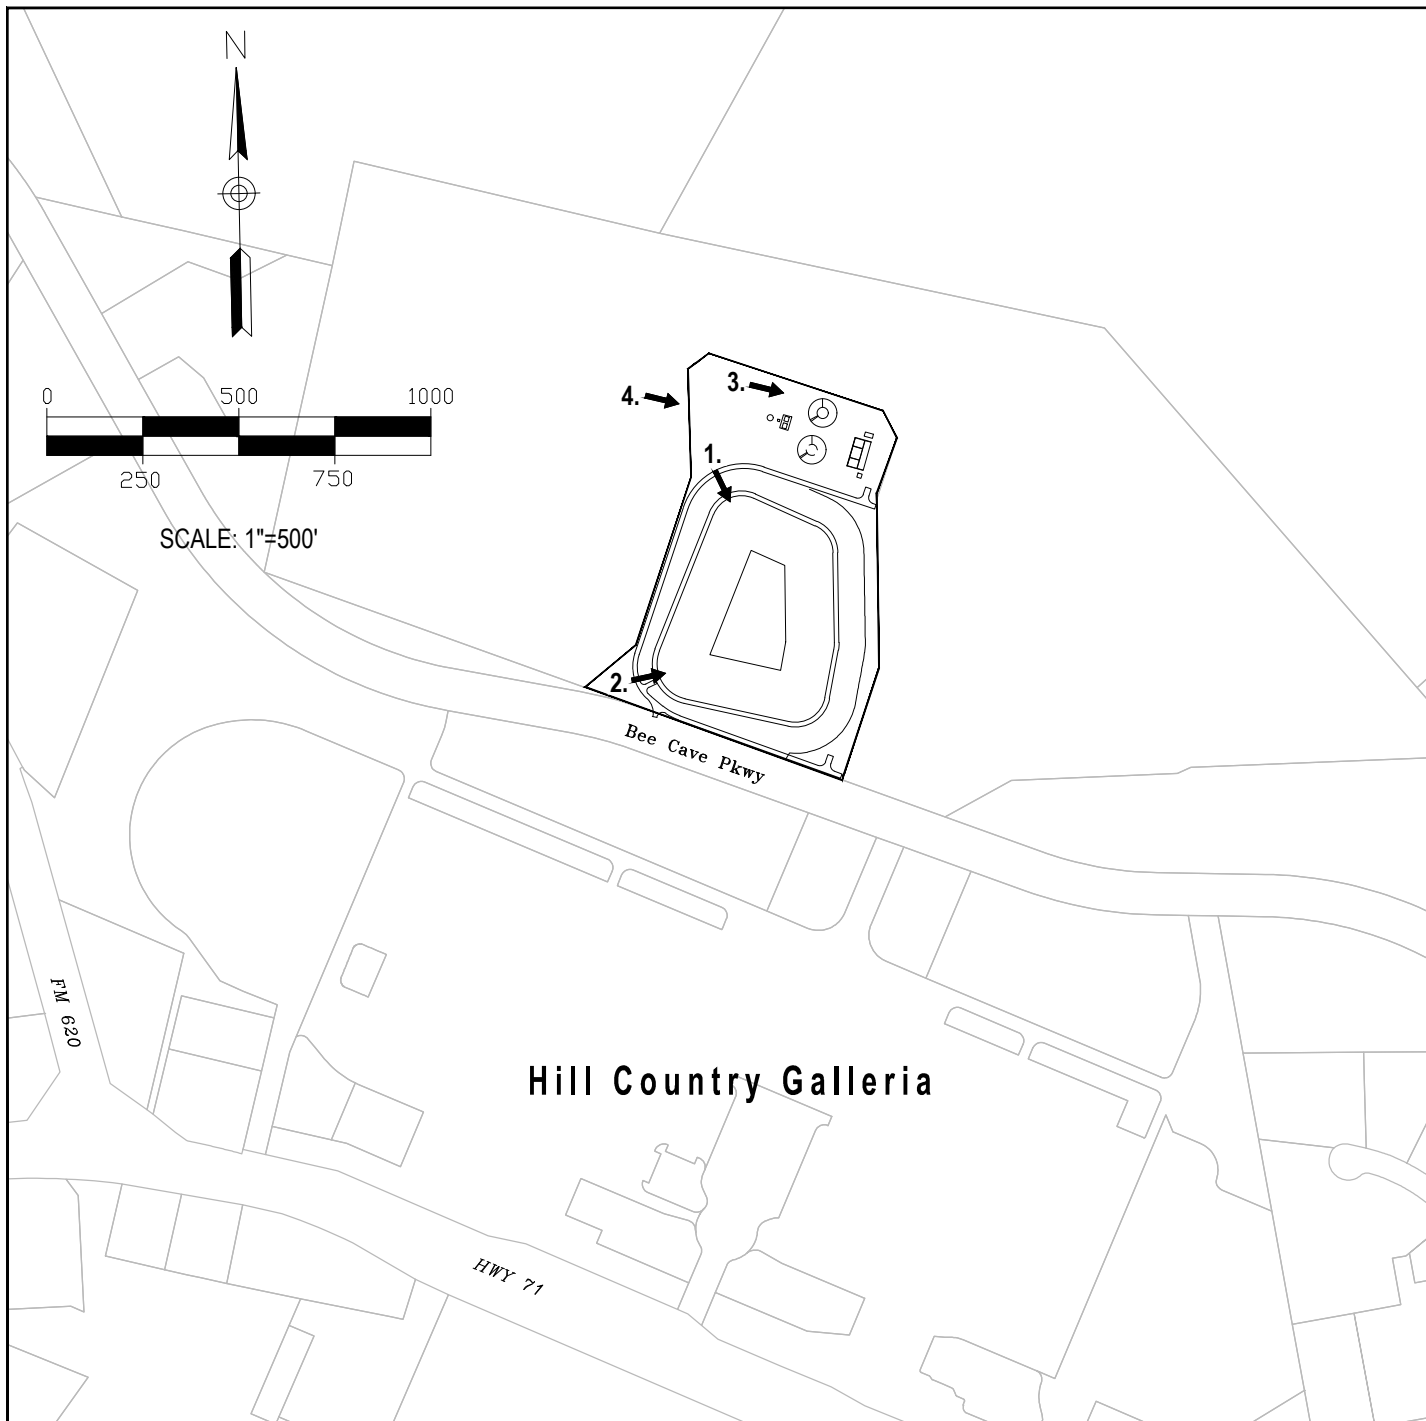 N
0 500 1000
250 750
SCALE: 1"=500'
3.
4.
1.
2.
Bee Cave Pkwy
FM 620
Hill Country Galleria
HWY 71